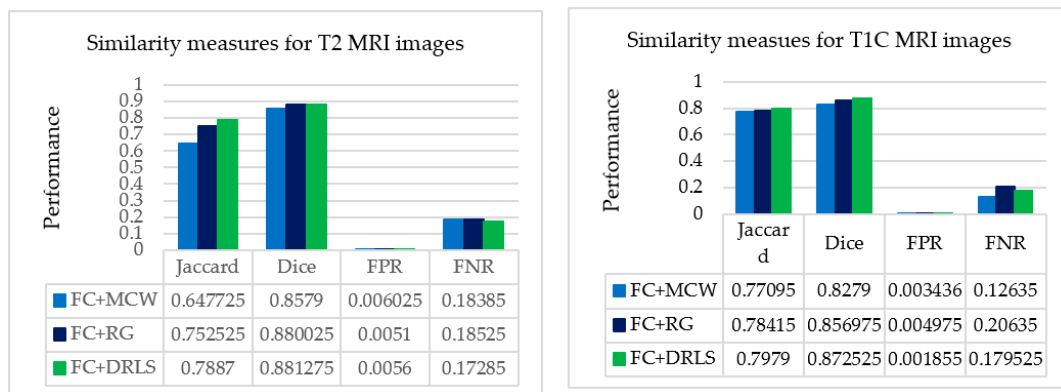 Similarity measures for T2 MRI images
Performance
1
0.9
0.8
0.7
0.6
0.5
0.4
0.3
0.2
0.1
0
Jaccard Dice FPR FNR
FC+MCW 0.647725 0.8579 0.006025 0.18385
FC+RG 0.752525 0.880025 0.0051 0.18525
FC+DRLS 0.7887 0.881275 0.0056 0.17285
Similarity measues for T1C MRI images
Performance
1
0.8
0.6
0.4
0.2
0
Jaccar
d
Dice FPR FNR
FC+MCW 0.77095 0.8279 0.003436 0.12635
FC+RG 0.78415 0.856975 0.004975 0.20635
FC+DRLS 0.7979 0.872525 0.001855 0.179525